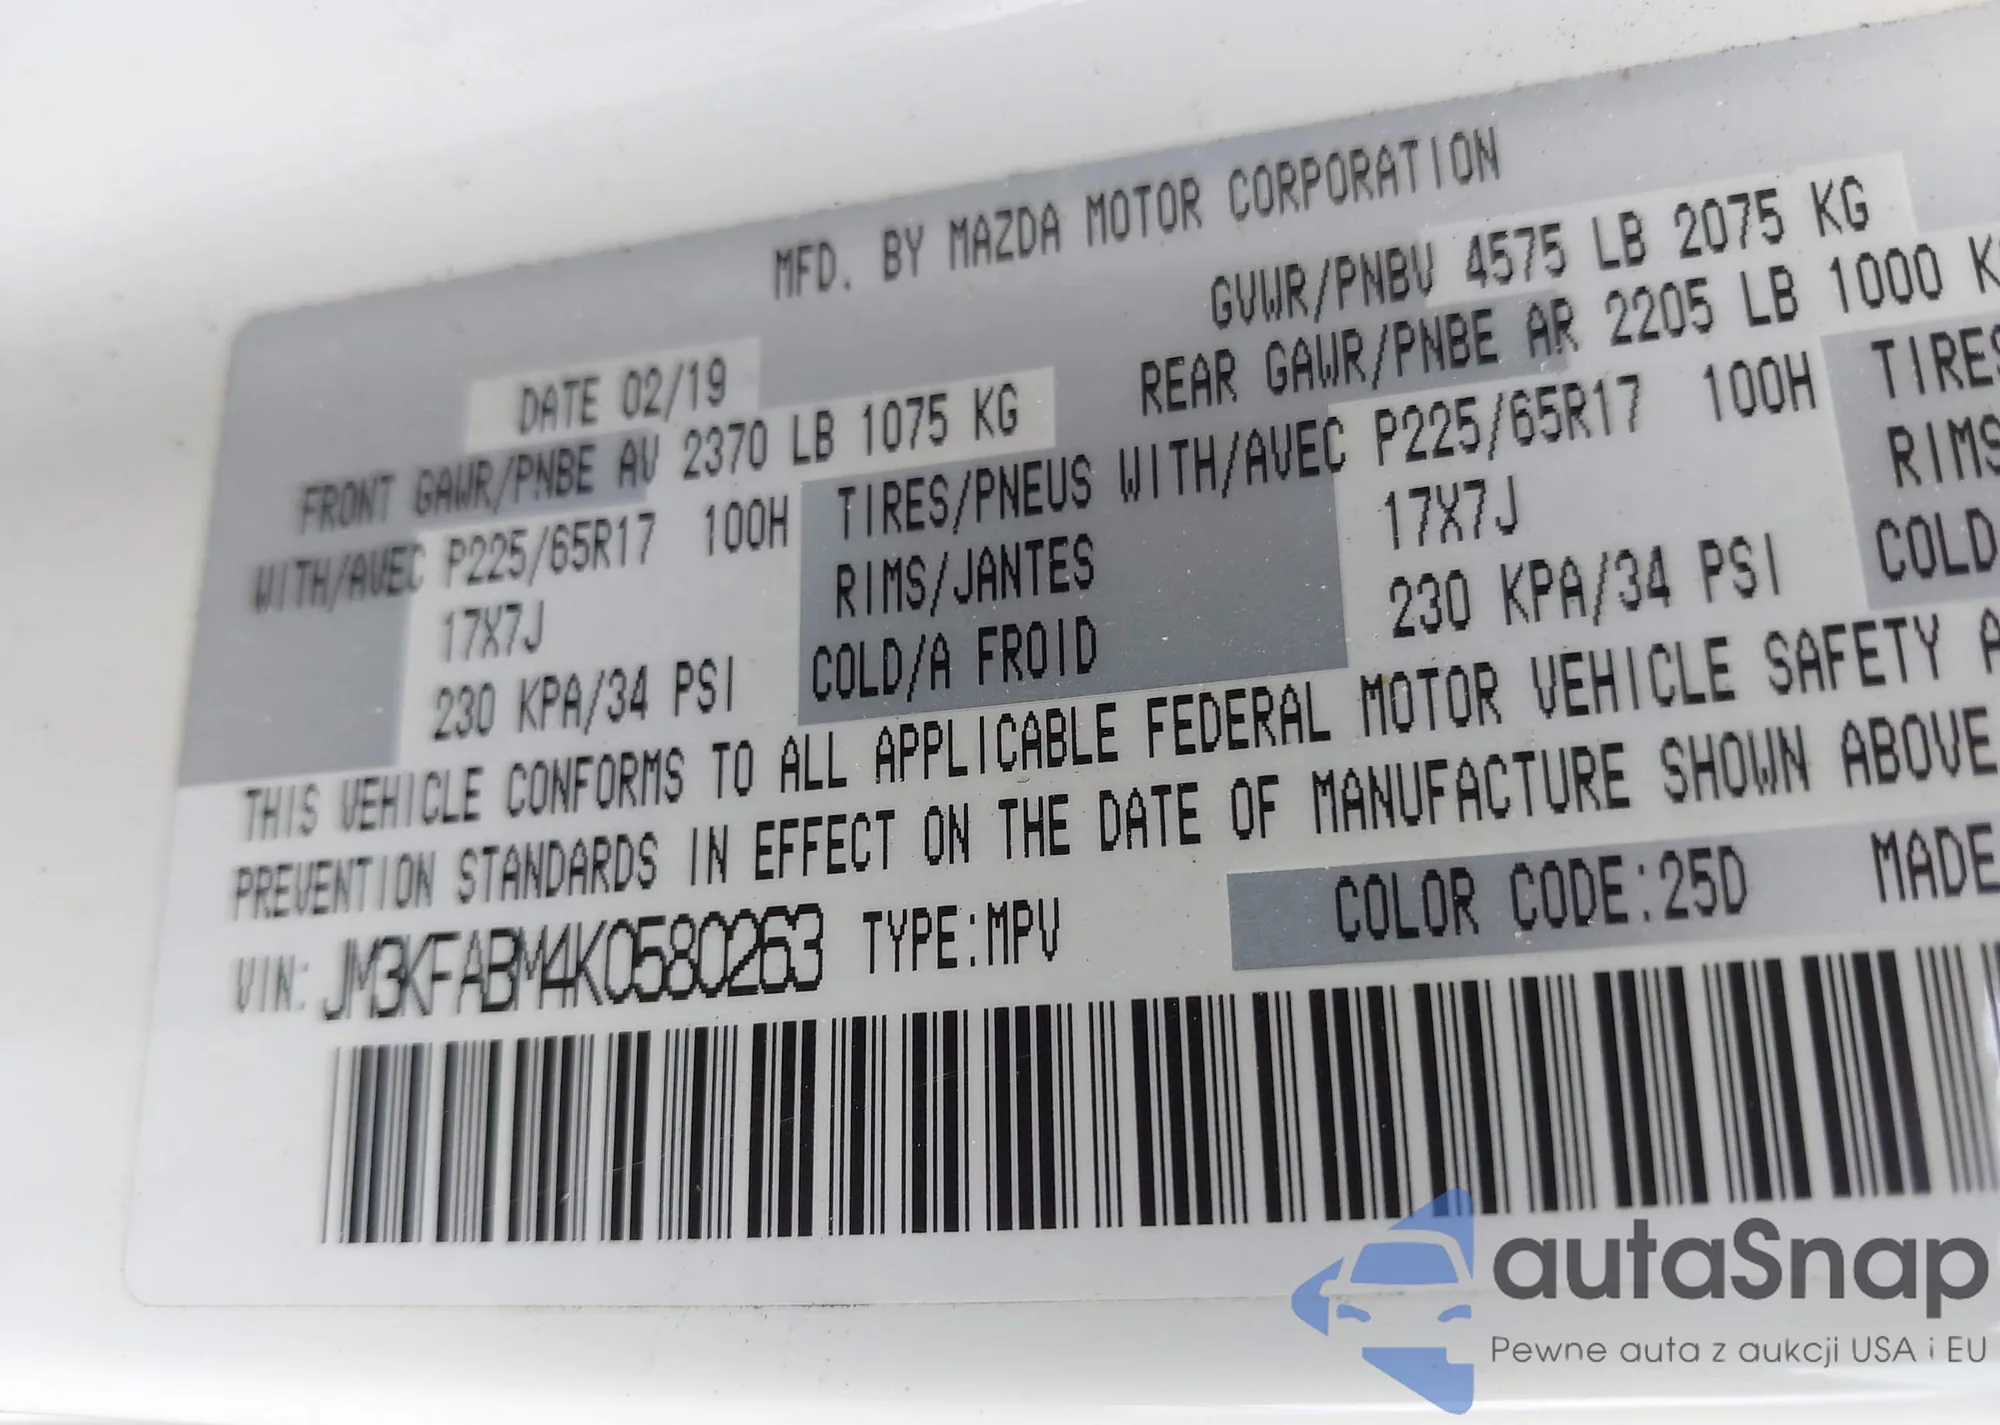 MFD. BY MAZDA MOTOR CORPORATION
DATE 02/19 GVWR/PNBV 4575 LB 2075 KG
FRONT GAWR/PNBE AV 2370 LB 1075 KG REAR GAWR/PNBE AR 2205 LB 1000 K
WITH/AVEC P225/65R17 100H TIRES/PNEUS WITH/AVEC P225/65R17 100H TIRES
17X7J RIMS/JANTES 17X7J RIMS
230 KPA/34 PSI COLD/A FROID 230 KPA/34 PSI COLD
THIS VEHICLE CONFORMS TO ALL APPLICABLE FEDERAL MOTOR VEHICLE SAFETY A
PREVENTION STANDARDS IN EFFECT ON THE DATE OF MANUFACTURE SHOWN ABOVE
VIN: JM3KFABM4K0580263 TYPE:MPV COLOR CODE:25D MADE
autaSnap
Pewne auta z aukcji USA i EU